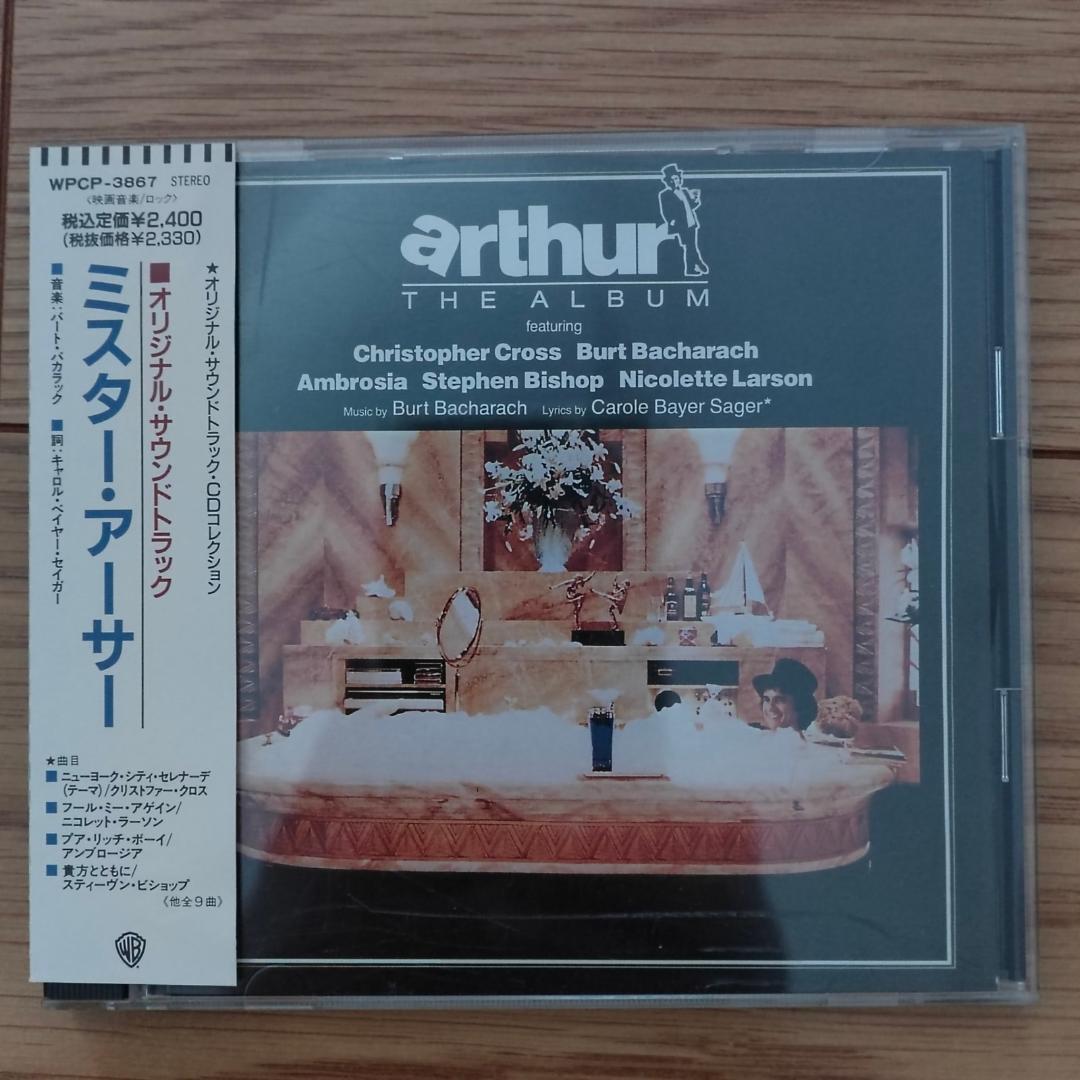 WPCP-3867 STEREO
〈映画音楽/ロック〉
税込定価¥2,400
(税抜価格¥2,330)
★オリジナル・サウンドトラック・CDコレクション
■オリジナル・サウンドトラック
ミスター・アーサー
■音楽:バート・バカラック ■詞:キャロル・ベイヤー・セイガー
★曲目
■ニューヨーク・シティ・セレナーデ
(テーマ)/クリストファー・クロス
■フール・ミー・アゲイン/
ニコレット・ラーソン
■プア・リッチ・ボーイ/
アンブロージア
■貴方とともに/
スティーヴン・ビショップ
《他全9曲》
WB
arthur
THE ALBUM
featuring
Christopher Cross Burt Bacharach
Ambrosia Stephen Bishop Nicolette Larson
Music by Burt Bacharach Lyrics by Carole Bayer Sager*